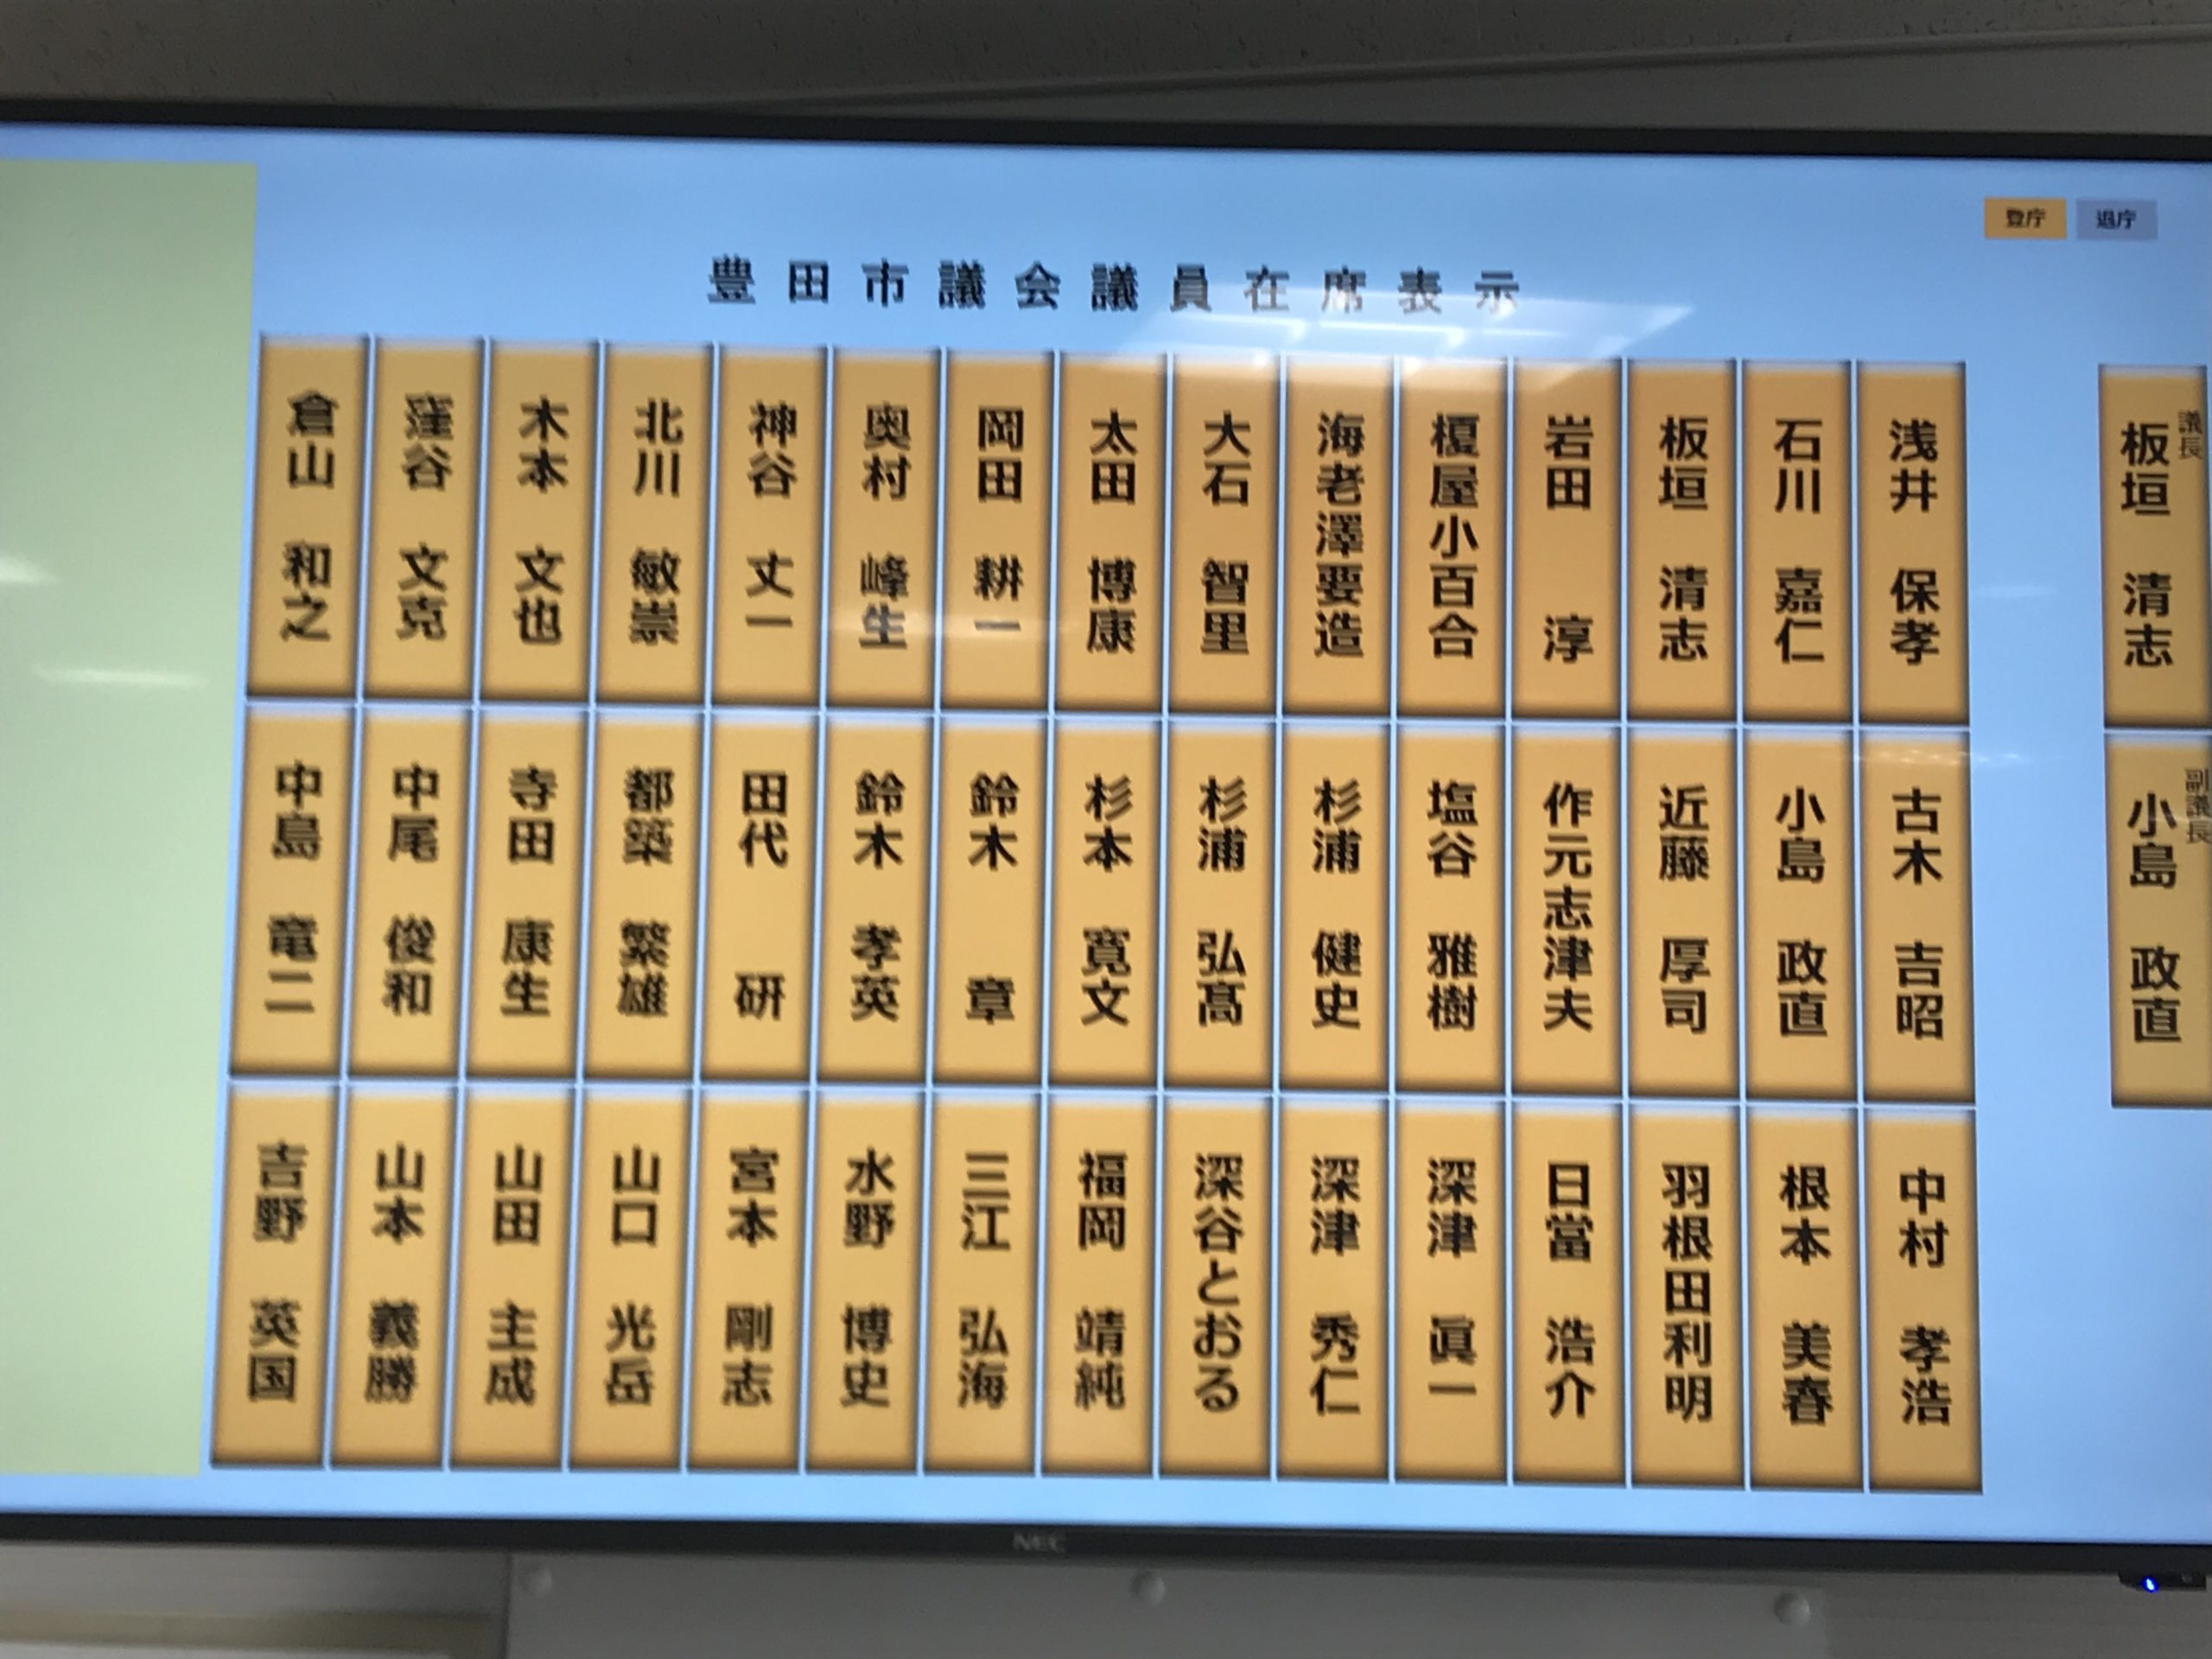 豊田市議会議員在席表示
登庁
退庁
議長
板垣 清志
副議長
小島 政直
浅井 保孝
石川 嘉仁
板垣 清志
岩田 淳
榎屋小百合
海老澤要造
大石 智里
太田 博康
岡田 耕一
奥村 峰生
神谷 丈一
北川 敏崇
木本 文也
窪谷 文克
倉山 和之
古木 吉昭
小島 政直
近藤 厚司
作元志津夫
塩谷 雅樹
杉浦 健史
杉浦 弘髙
杉本 寛文
鈴木 章
鈴木 孝英
田代 研
都築 繁雄
寺田 康生
中尾 俊和
中島 竜二
中村 孝浩
根本 美春
羽根田利明
日當 浩介
深津 眞一
深津 秀仁
深谷とおる
福岡 靖純
三江 弘海
水野 博史
宮本 剛志
山口 光岳
山田 主成
山本 義勝
吉野 英国
NEC